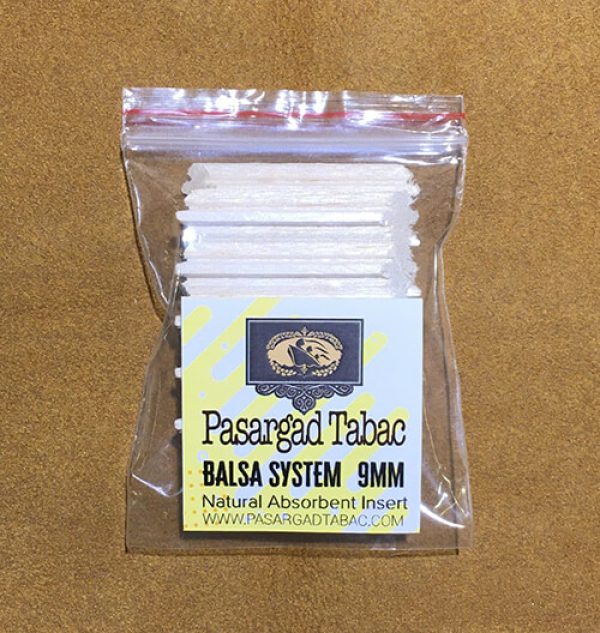 Pasargad Tabac
BALSA SYSTEM 9MM
Natural Absorbent Insert
WWW.PASARGADTABAC.COM